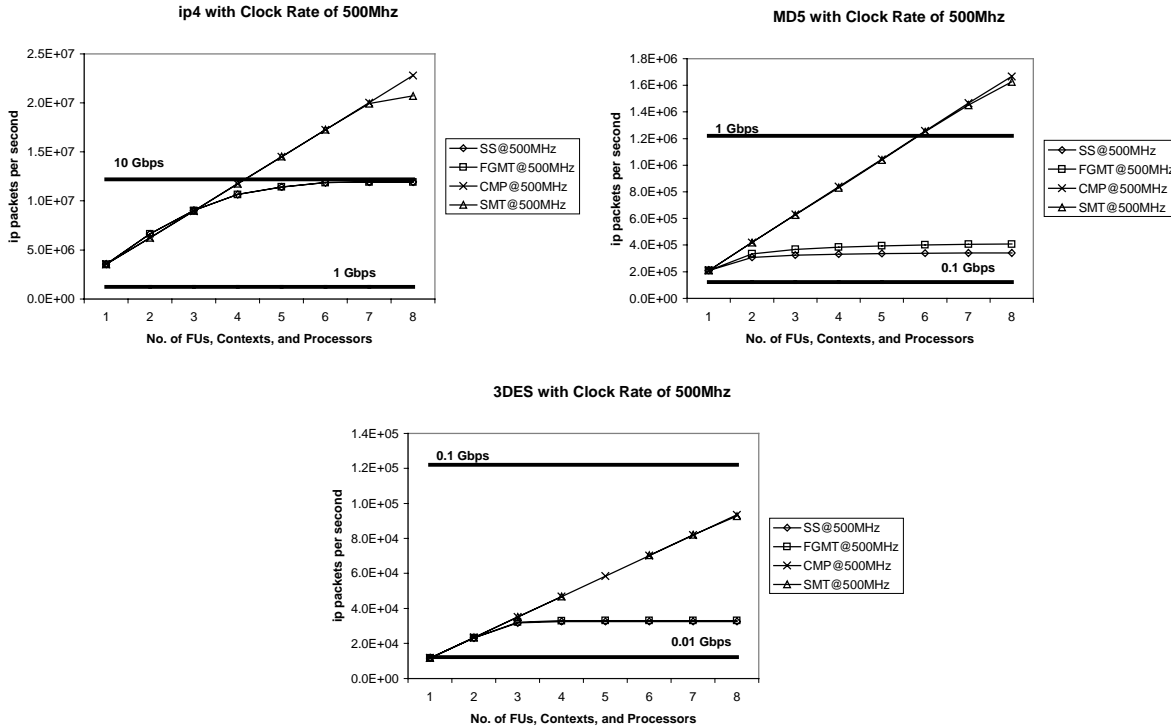 ip4 with Clock Rate of 500Mhz
2.5E+07
2.0E+07
1.5E+07
1.0E+07
5.0E+06
0.0E+00
ip packets per second
10 Gbps
1 Gbps
1 2 3 4 5 6 7 8
No. of FUs, Contexts, and Processors
SS@500MHz
FGMT@500MHz
CMP@500MHz
SMT@500MHz
MD5 with Clock Rate of 500Mhz
1.8E+06
1.6E+06
1.4E+06
1.2E+06
1.0E+06
8.0E+05
6.0E+05
4.0E+05
2.0E+05
0.0E+00
ip packets per second
1 Gbps
0.1 Gbps
1 2 3 4 5 6 7 8
No. of FUs, Contexts, and Processors
SS@500MHz
FGMT@500MHz
CMP@500MHz
SMT@500MHz
3DES with Clock Rate of 500Mhz
1.4E+05
1.2E+05
1.0E+05
8.0E+04
6.0E+04
4.0E+04
2.0E+04
0.0E+00
ip packets per second
0.1 Gbps
0.01 Gbps
1 2 3 4 5 6 7 8
No. of FUs, Contexts, and Processors
SS@500MHz
FGMT@500MHz
CMP@500MHz
SMT@500MHz